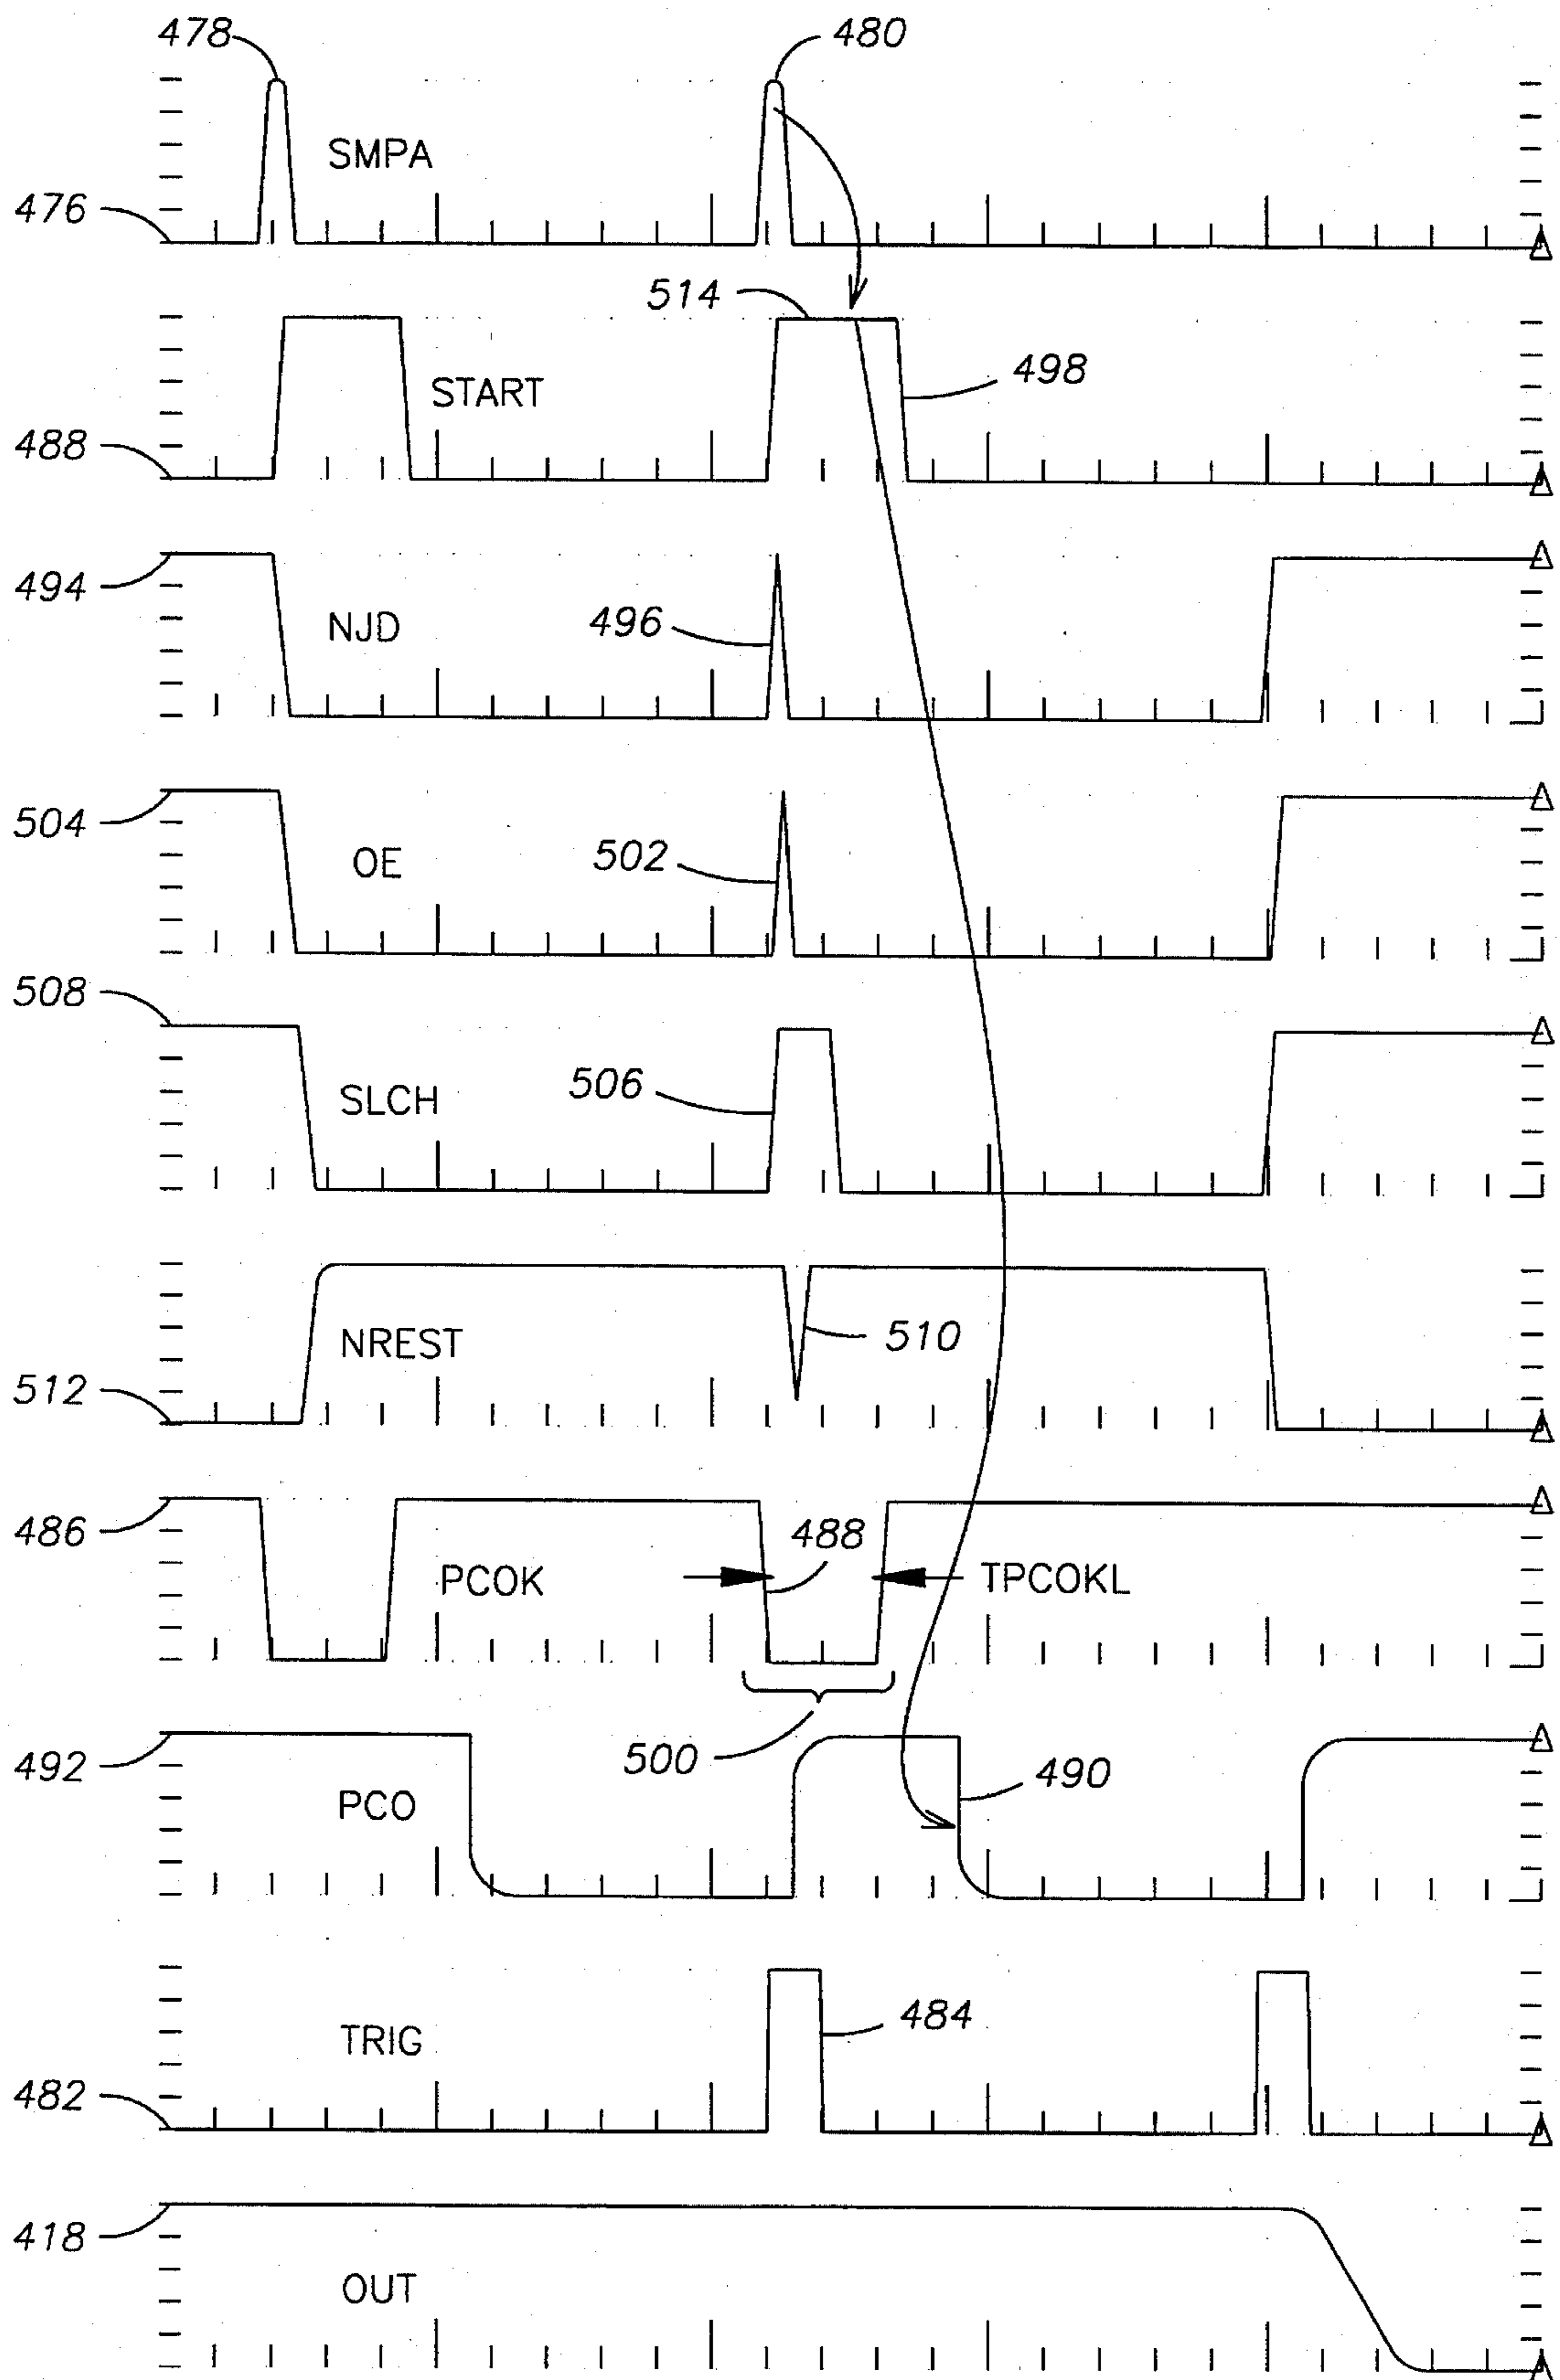 478
480
SMPA
476
514
498
START
488
494
496
NJD
504
502
OE
508
506
SLCH
510
NREST
512
486
488
PCOK
TPCOKL
492
500
490
PCO
484
TRIG
482
418
OUT